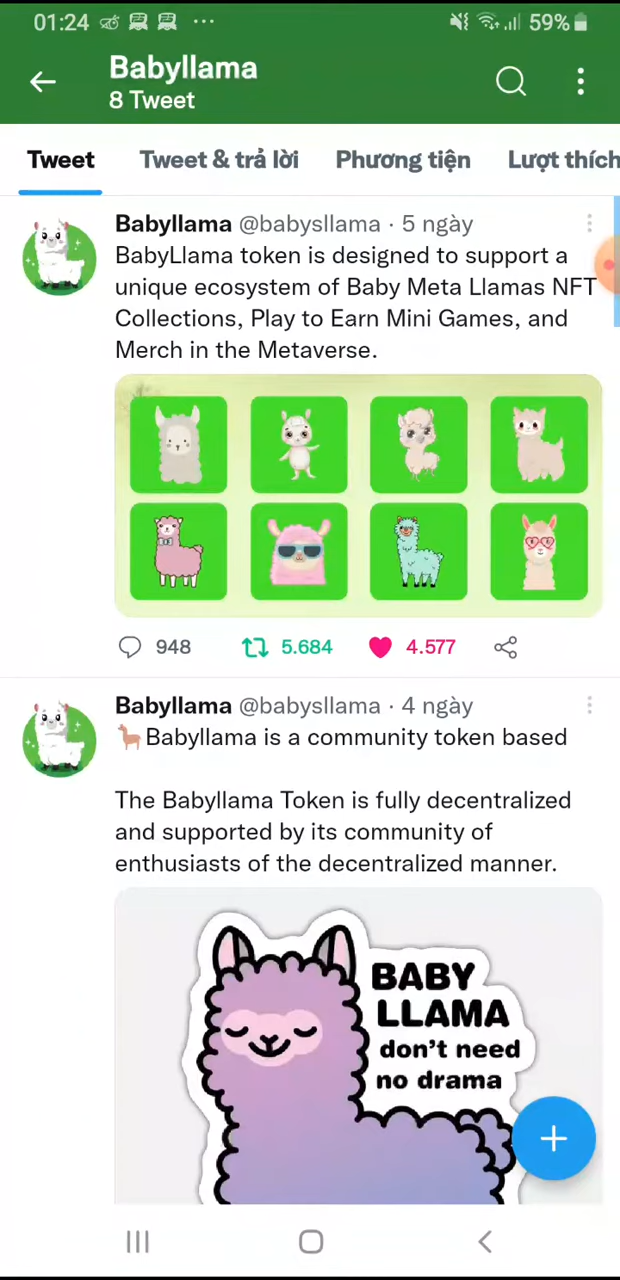 01:24
59%
Babyllama
8 Tweet
Tweet
Tweet & trả lời
Phương tiện
Lượt thích
Babyllama @babysllama · 5 ngày
BabyLlama token is designed to support a
unique ecosystem of Baby Meta Llamas NFT
Collections, Play to Earn Mini Games, and
Merch in the Metaverse.
948
5.684
4.577
Babyllama @babysllama · 4 ngày
🦙Babyllama is a community token based
The Babyllama Token is fully decentralized
and supported by its community of
enthusiasts of the decentralized manner.
BABY
LLAMA
don't need
no drama